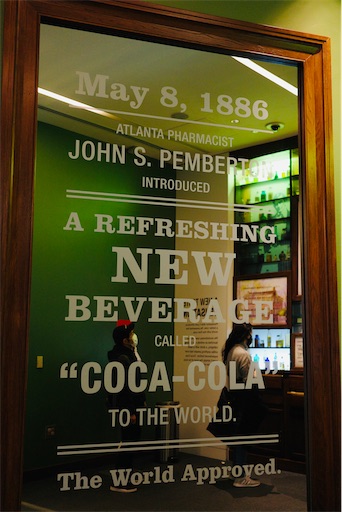 May 8, 1886
ATLANTA PHARMACIST
JOHN S. PEMBERTON
INTRODUCED
A REFRESHING
NEW
BEVERAGE
CALLED
“COCA-COLA”
TO THE WORLD.
The World Approved.